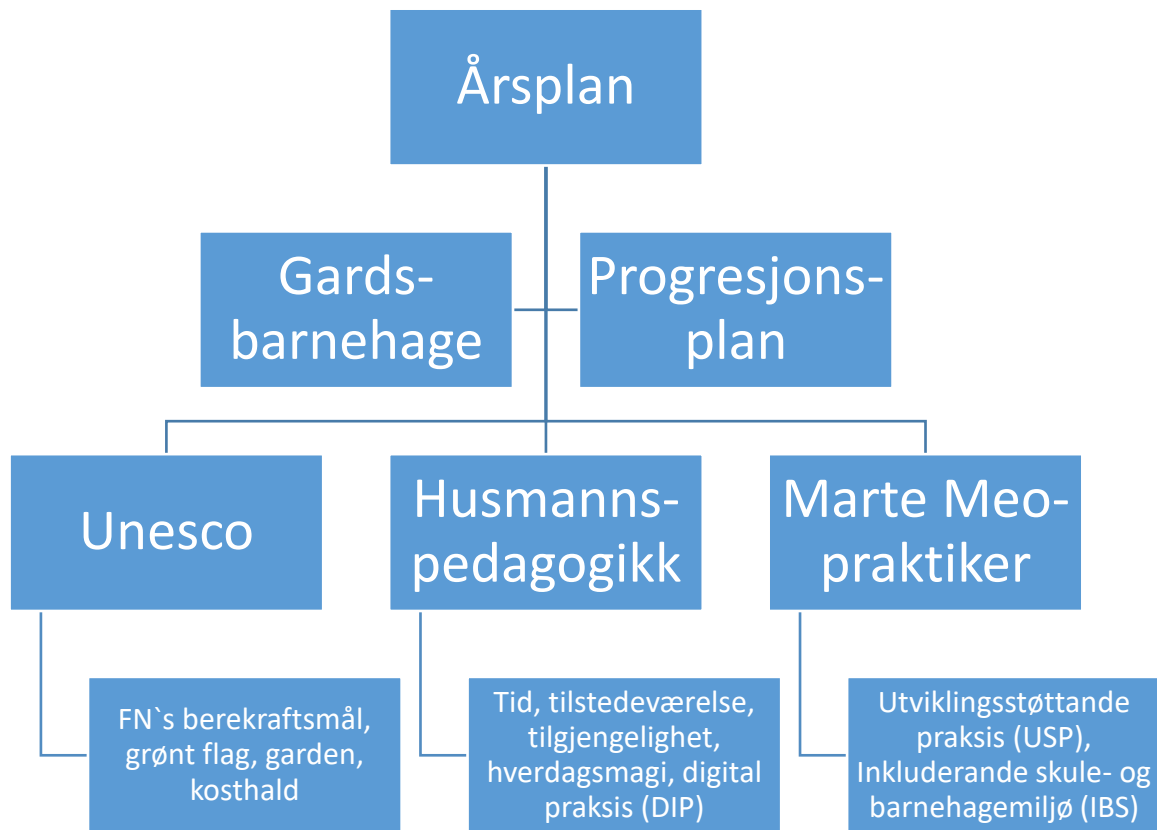 Årsplan
Gards-
barnehage
Progresjons-
plan
Unesco
Husmanns-
pedagogikk
Marte Meo-
praktiker
FN`s berekraftsmål,
grønt flag, garden,
kosthald
Tid, tilstedeværelse,
tilgjengelighet,
hverdagsmagi, digital
praksis (DIP)
Utviklingsstøttande
praksis (USP),
Inkluderande skule- og
barnehagemiljø (IBS)